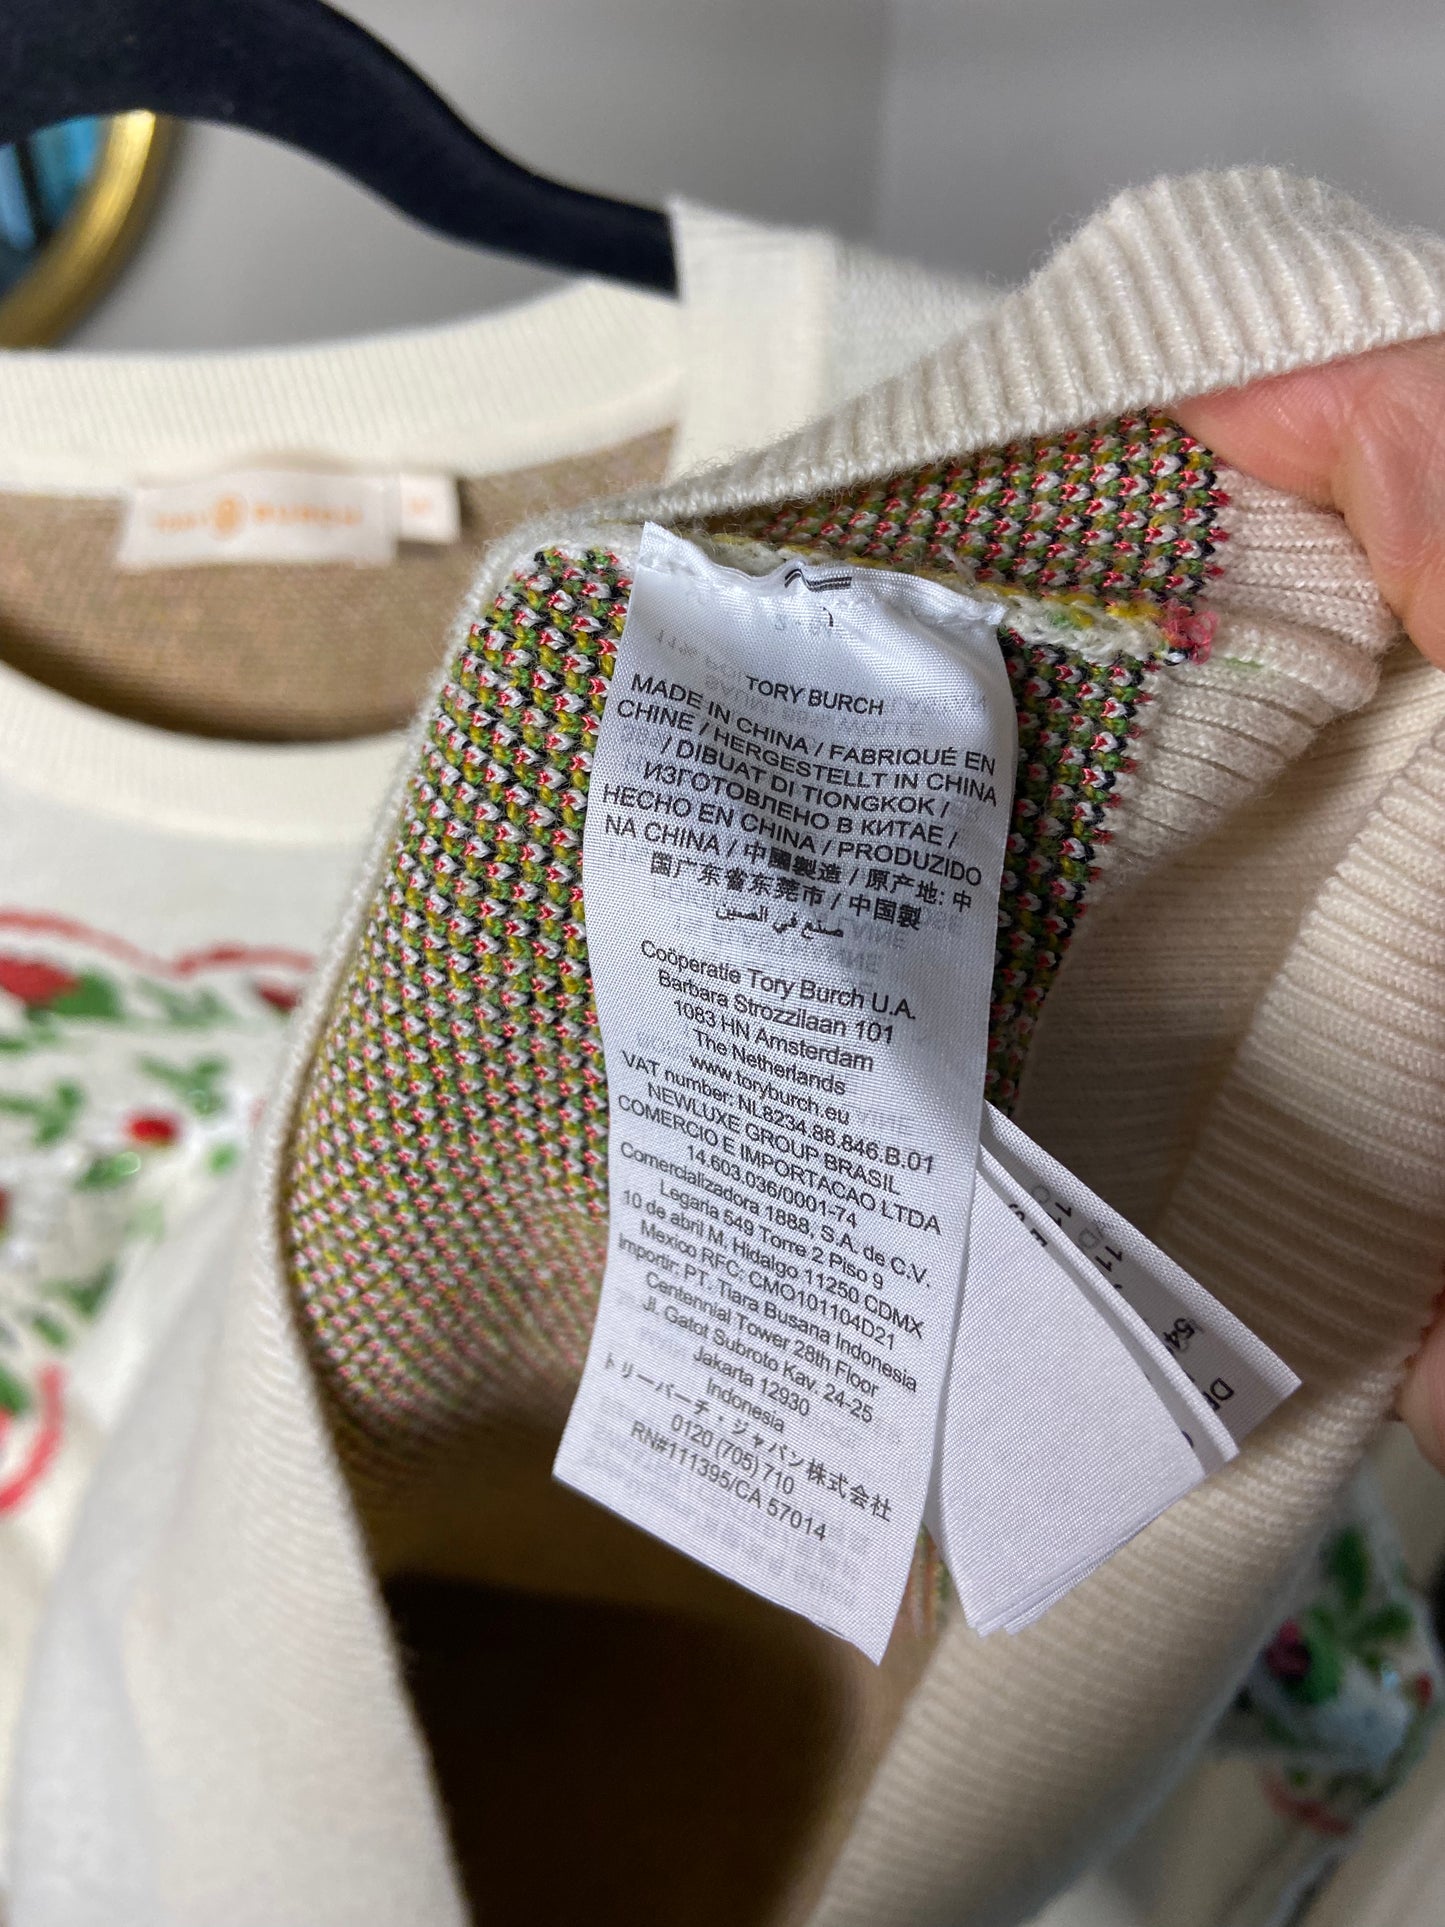 TORY BURCH
TORY BURCH
MADE IN CHINA / FABRIQUÉ EN
CHINE / HERGESTELLT IN CHINA
/ DIBUAT DI TIONGKOK /
ИЗГОТОВЛЕНО В КИТАЕ /
HECHO EN CHINA / PRODUZIDO
NA CHINA / 中國製造 / 原产地: 中
国广东省东莞市 / 中国製
صنع في الصين
Coöperatie Tory Burch U.A.
Barbara Strozzilaan 101
1083 HN Amsterdam
The Netherlands
www.toryburch.eu
VAT number: NL8234.88.846.B.01
NEWLUXE GROUP BRASIL
COMERCIO E IMPORTACAO LTDA
14.603.036/0001-74
Comercializadora 1888, S.A. de C.V.
Legaria 549 Torre 2 Piso 9
10 de abril M. Hidalgo 11250 CDMX
Mexico RFC: CMO101104D21
Importir: PT. Tiara Busana Indonesia
Centennial Tower 28th Floor
Jl. Gatot Subroto Kav. 24-25
Jakarta 12930
Indonesia
トリーバーチ・ジャパン株式会社
0120 (705) 710
RN#111395/CA 57014